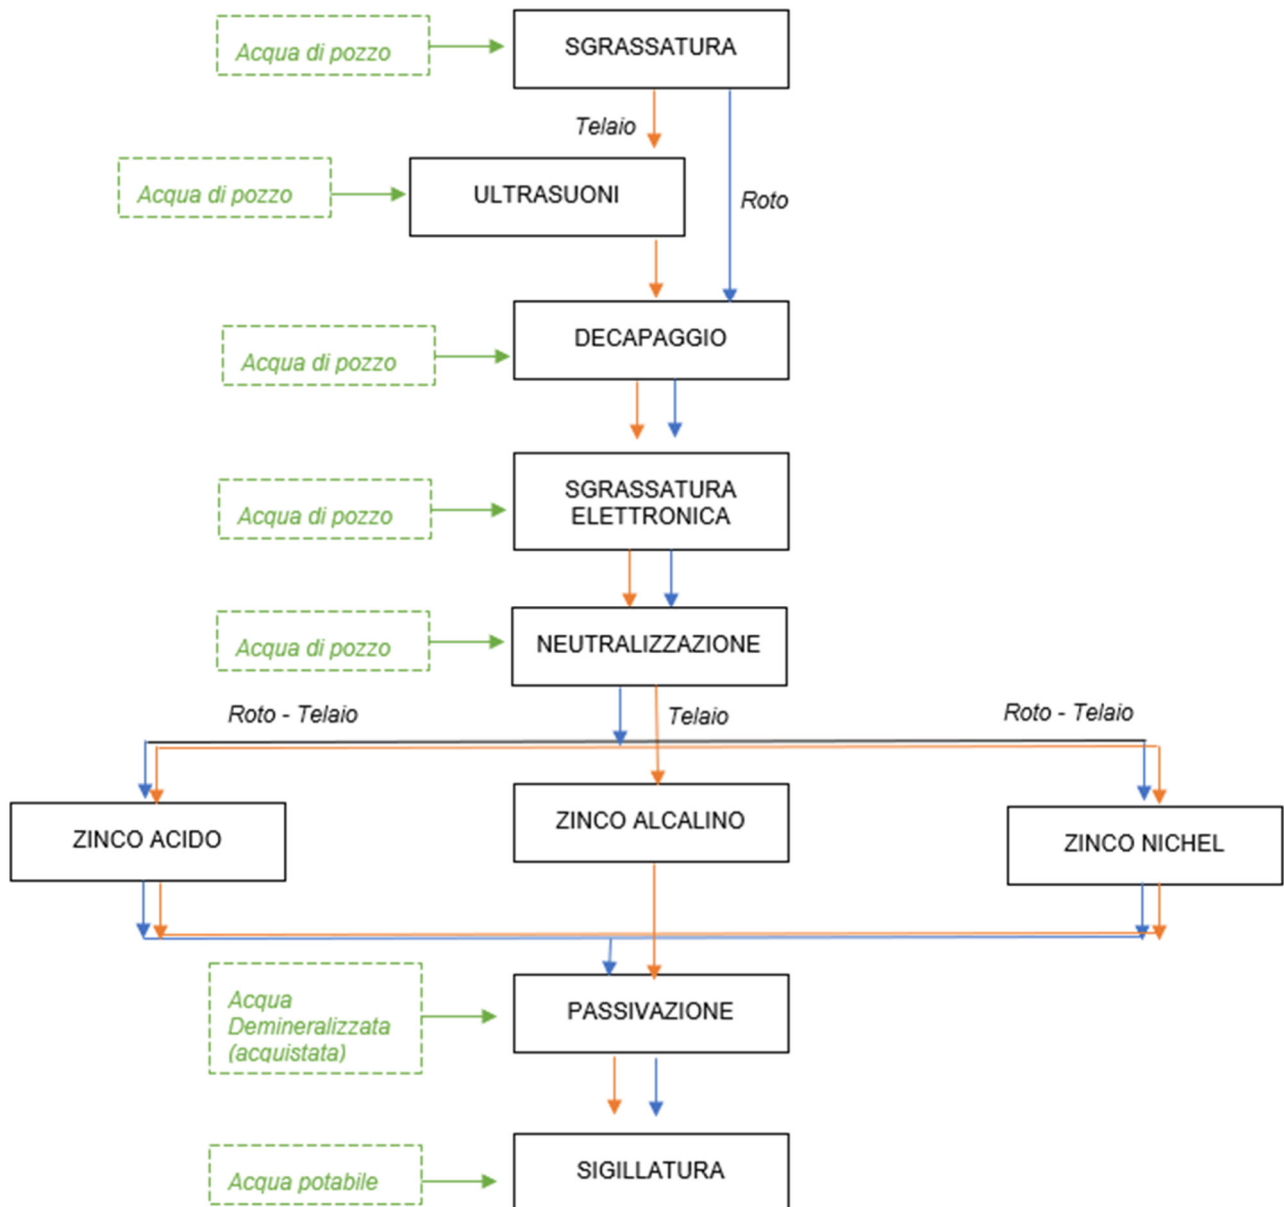 Acqua di pozzo
SGRASSATURA
Telaio
Acqua di pozzo
ULTRASUONI
Roto
Acqua di pozzo
DECAPAGGIO
Acqua di pozzo
SGRASSATURA
ELETTRONICA
Acqua di pozzo
NEUTRALIZZAZIONE
Roto - Telaio
Telaio
Roto - Telaio
ZINCO ACIDO
ZINCO ALCALINO
ZINCO NICHEL
Acqua
Demineralizzata
(acquistata)
PASSIVAZIONE
Acqua potabile
SIGILLATURA